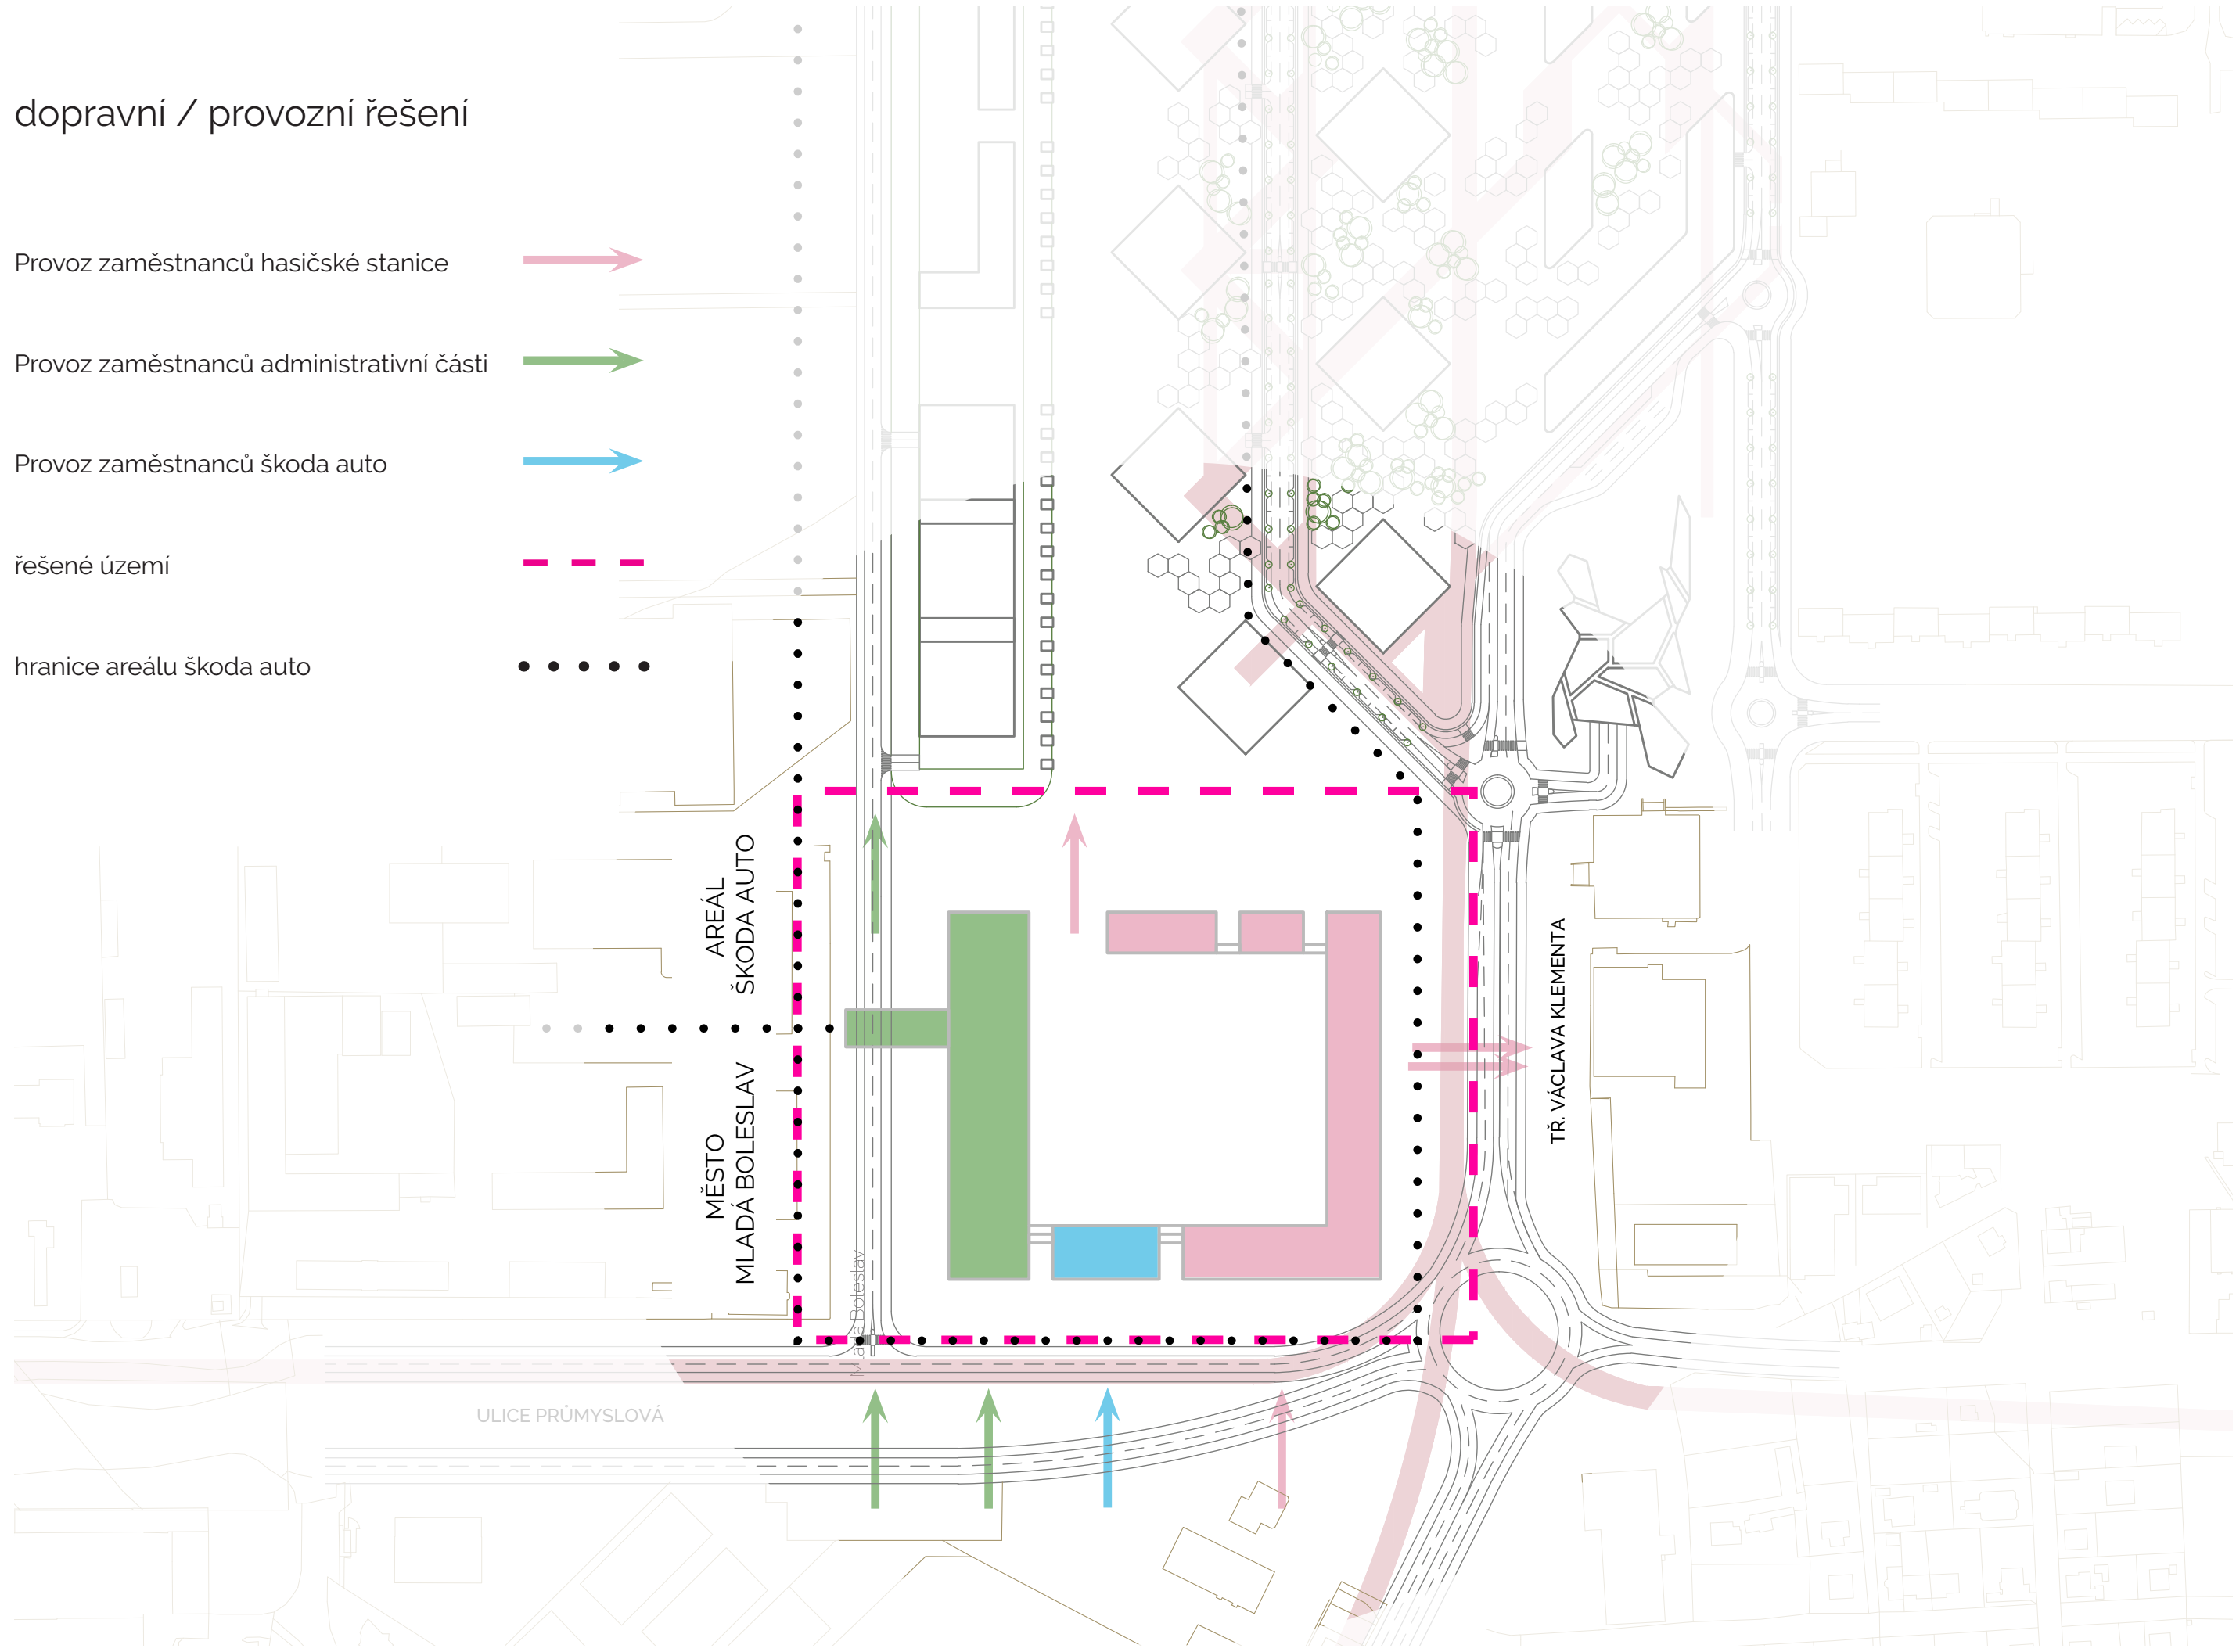 dopravní / provozní řešení
Provoz zaměstnanců hasičské stanice
Provoz zaměstnanců administrativní části
Provoz zaměstnanců škoda auto
řešené území
hranice areálu škoda auto
AREÁL
ŠKODA AUTO
MĚSTO
MLADÁ BOLESLAV
TŘ. VÁCLAVA KLEMENTA
Mladá Boleslav
ULICE PRŮMYSLOVÁ